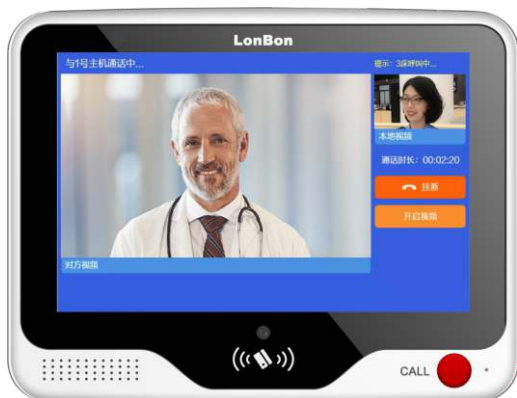 LonBon
与1号主机通话中...
提示：3床呼叫中...
本地视频
通话时长：00:02:20
挂断
开启视频
对方视频
CALL